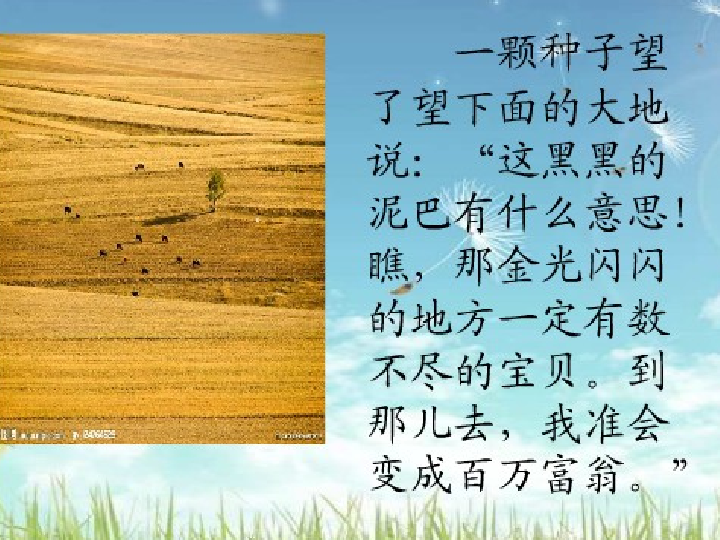 一颗种子望
了望下面的大地
说：“这黑黑的
泥巴有什么意思！
瞧，那金光闪闪
的地方一定有数
不尽的宝贝。到
那儿去，我准会
变成百万富翁。”